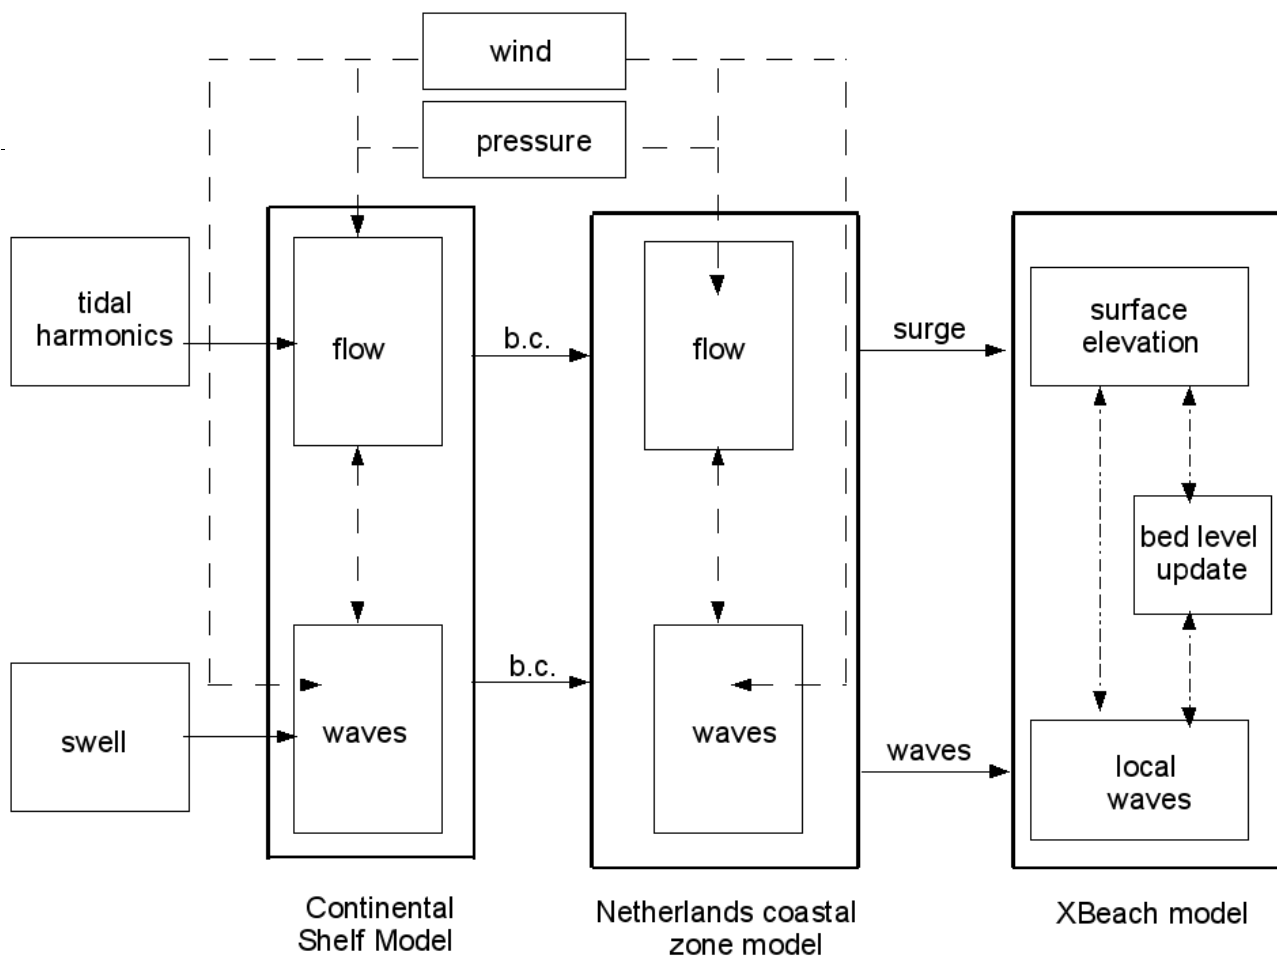 wind
pressure
tidal
harmonics
flow
b.c.
flow
surge
surface
elevation
bed level
update
swell
waves
b.c.
waves
waves
local
waves
Continental
Shelf Model
Netherlands coastal
zone model
XBeach model